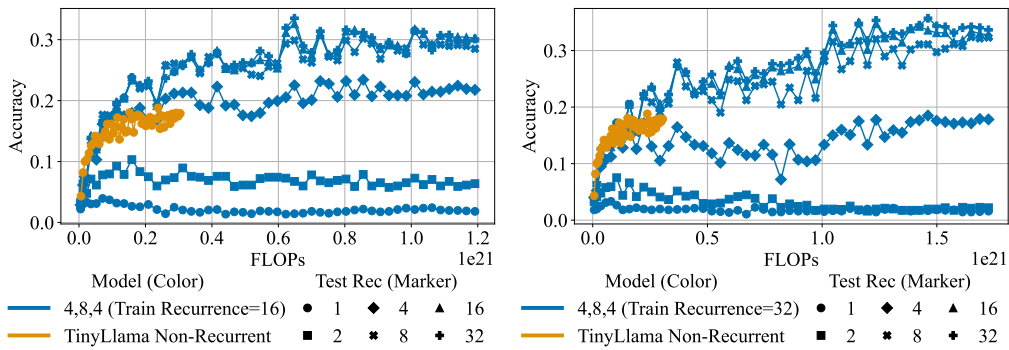 Accuracy
0.3
0.2
0.1
0.0
0.0 0.2 0.4 0.6 0.8 1.0 1.2
FLOPs
1e21
Model (Color) Test Rec (Marker)
4,8,4 (Train Recurrence=16) 1 4 16
TinyLlama Non-Recurrent 2 8 32
Accuracy
0.3
0.2
0.1
0.0
0.0 0.5 1.0 1.5
FLOPs
1e21
Model (Color) Test Rec (Marker)
4,8,4 (Train Recurrence=32) 1 4 16
TinyLlama Non-Recurrent 2 8 32